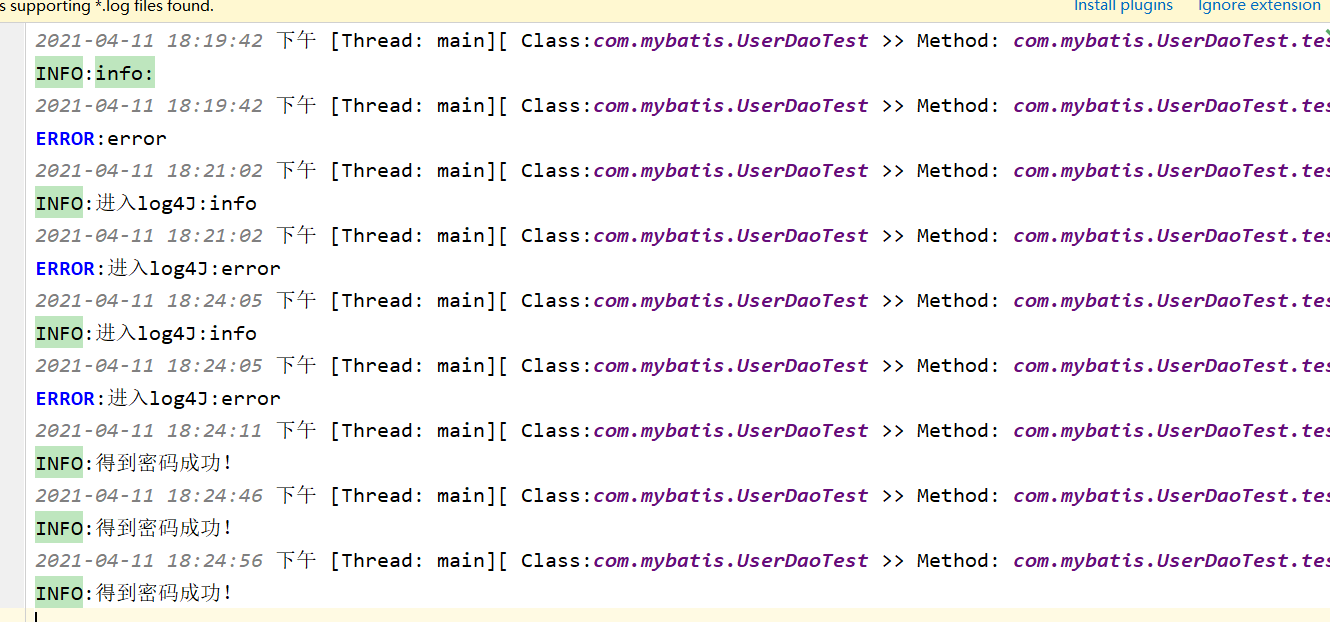 s supporting *.log files found.
Install plugins
Ignore extension
2021-04-11 18:19:42 下午 [Thread: main][ Class:com.mybatis.UserDaoTest >> Method: com.mybatis.UserDaoTest.tes
INFO:info:
2021-04-11 18:19:42 下午 [Thread: main][ Class:com.mybatis.UserDaoTest >> Method: com.mybatis.UserDaoTest.tes
ERROR:error
2021-04-11 18:21:02 下午 [Thread: main][ Class:com.mybatis.UserDaoTest >> Method: com.mybatis.UserDaoTest.tes
INFO:进入log4J:info
2021-04-11 18:21:02 下午 [Thread: main][ Class:com.mybatis.UserDaoTest >> Method: com.mybatis.UserDaoTest.tes
ERROR:进入log4J:error
2021-04-11 18:24:05 下午 [Thread: main][ Class:com.mybatis.UserDaoTest >> Method: com.mybatis.UserDaoTest.tes
INFO:进入log4J:info
2021-04-11 18:24:05 下午 [Thread: main][ Class:com.mybatis.UserDaoTest >> Method: com.mybatis.UserDaoTest.tes
ERROR:进入log4J:error
2021-04-11 18:24:11 下午 [Thread: main][ Class:com.mybatis.UserDaoTest >> Method: com.mybatis.UserDaoTest.tes
INFO:得到密码成功！
2021-04-11 18:24:46 下午 [Thread: main][ Class:com.mybatis.UserDaoTest >> Method: com.mybatis.UserDaoTest.tes
INFO:得到密码成功！
2021-04-11 18:24:56 下午 [Thread: main][ Class:com.mybatis.UserDaoTest >> Method: com.mybatis.UserDaoTest.tes
INFO:得到密码成功！